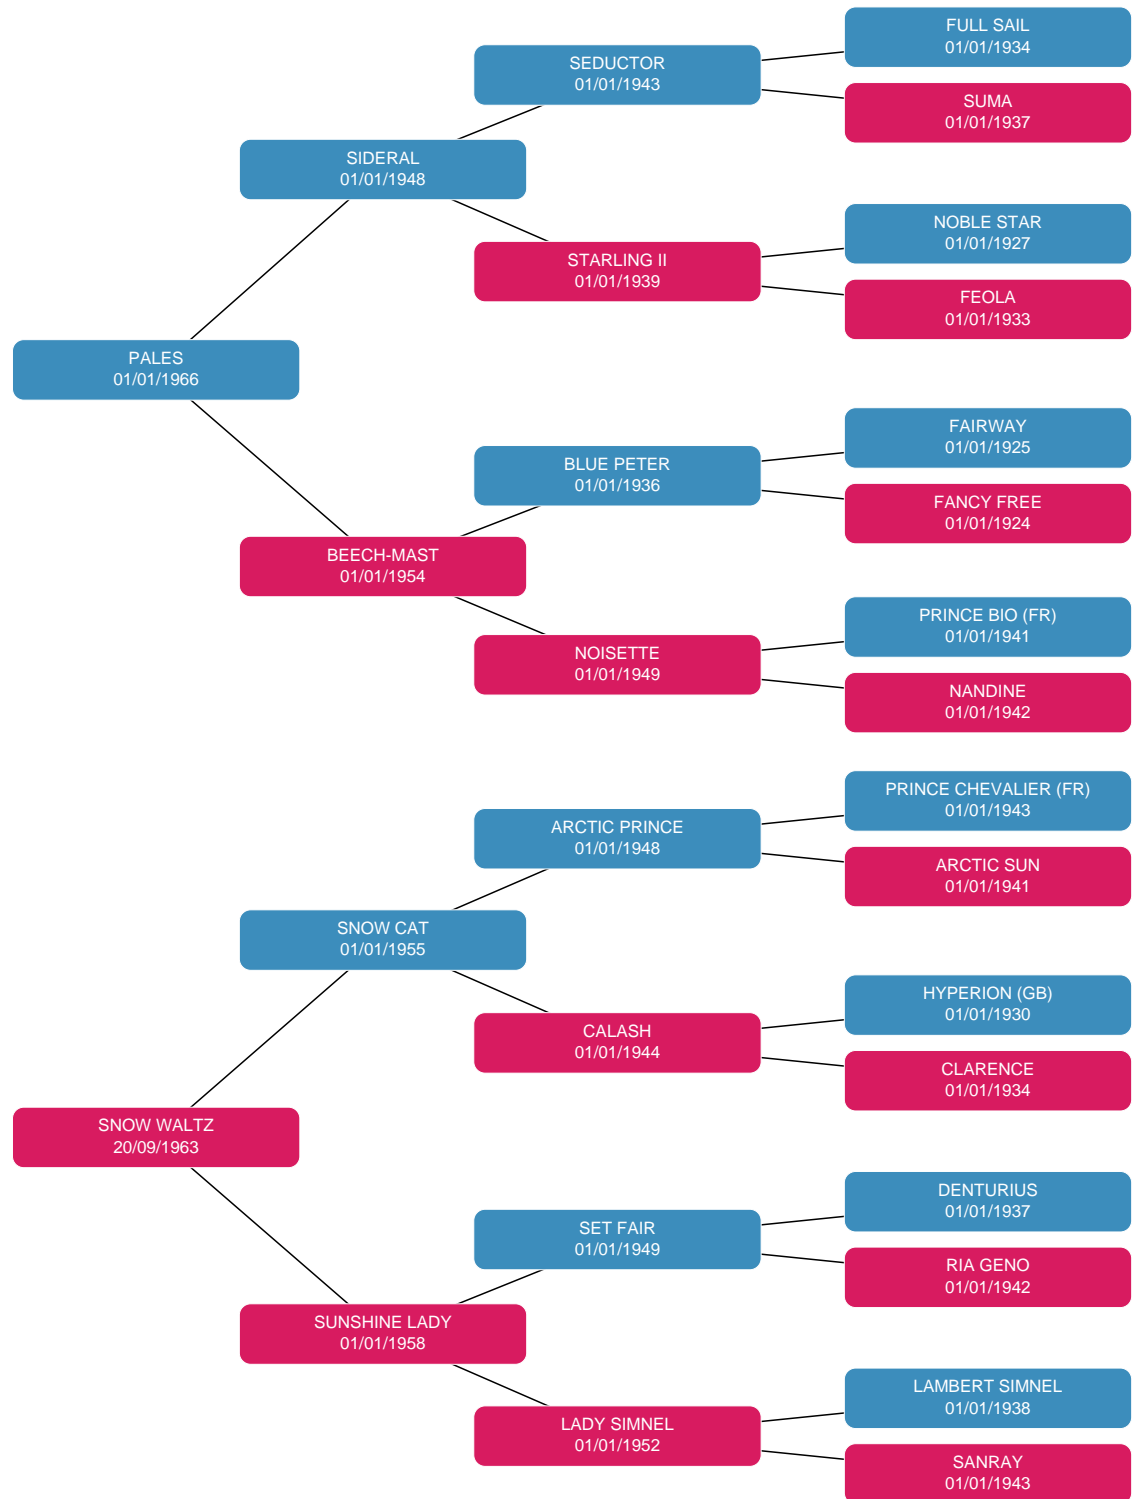 FULL SAIL
01/01/1934
SEDUCTOR
01/01/1943
SUMA
01/01/1937
SIDERAL
01/01/1948
NOBLE STAR
01/01/1927
STARLING II
01/01/1939
FEOLA
01/01/1933
PALES
01/01/1966
FAIRWAY
01/01/1925
BLUE PETER
01/01/1936
FANCY FREE
01/01/1924
BEECH-MAST
01/01/1954
PRINCE BIO (FR)
01/01/1941
NOISETTE
01/01/1949
NANDINE
01/01/1942
PRINCE CHEVALIER (FR)
01/01/1943
ARCTIC PRINCE
01/01/1948
ARCTIC SUN
01/01/1941
SNOW CAT
01/01/1955
HYPERION (GB)
01/01/1930
CALASH
01/01/1944
CLARENCE
01/01/1934
SNOW WALTZ
20/09/1963
DENTURIUS
01/01/1937
SET FAIR
01/01/1949
RIA GENO
01/01/1942
SUNSHINE LADY
01/01/1958
LAMBERT SIMNEL
01/01/1938
LADY SIMNEL
01/01/1952
SANRAY
01/01/1943